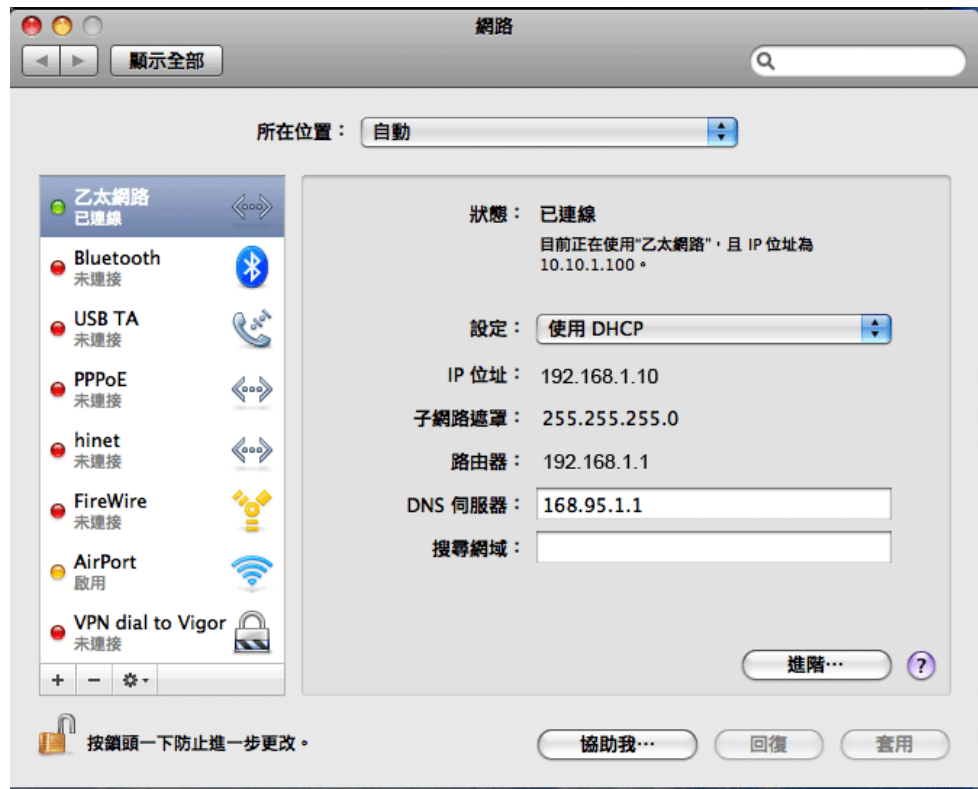 網路
顯示全部
所在位置： 自動
乙太網路
已連線
Bluetooth
未連接
USB TA
未連接
PPPoE
未連接
hinet
未連接
FireWire
未連接
AirPort
啟用
VPN dial to Vigor
未連接
狀態： 已連線
目前正在使用"乙太網路"，且 IP 位址為
10.10.1.100。
設定： 使用 DHCP
IP 位址： 192.168.1.10
子網路遮罩： 255.255.255.0
路由器： 192.168.1.1
DNS 伺服器： 168.95.1.1
搜尋網域：
進階… ?
按鎖頭一下防止進一步更改。
協助我… 回復 套用